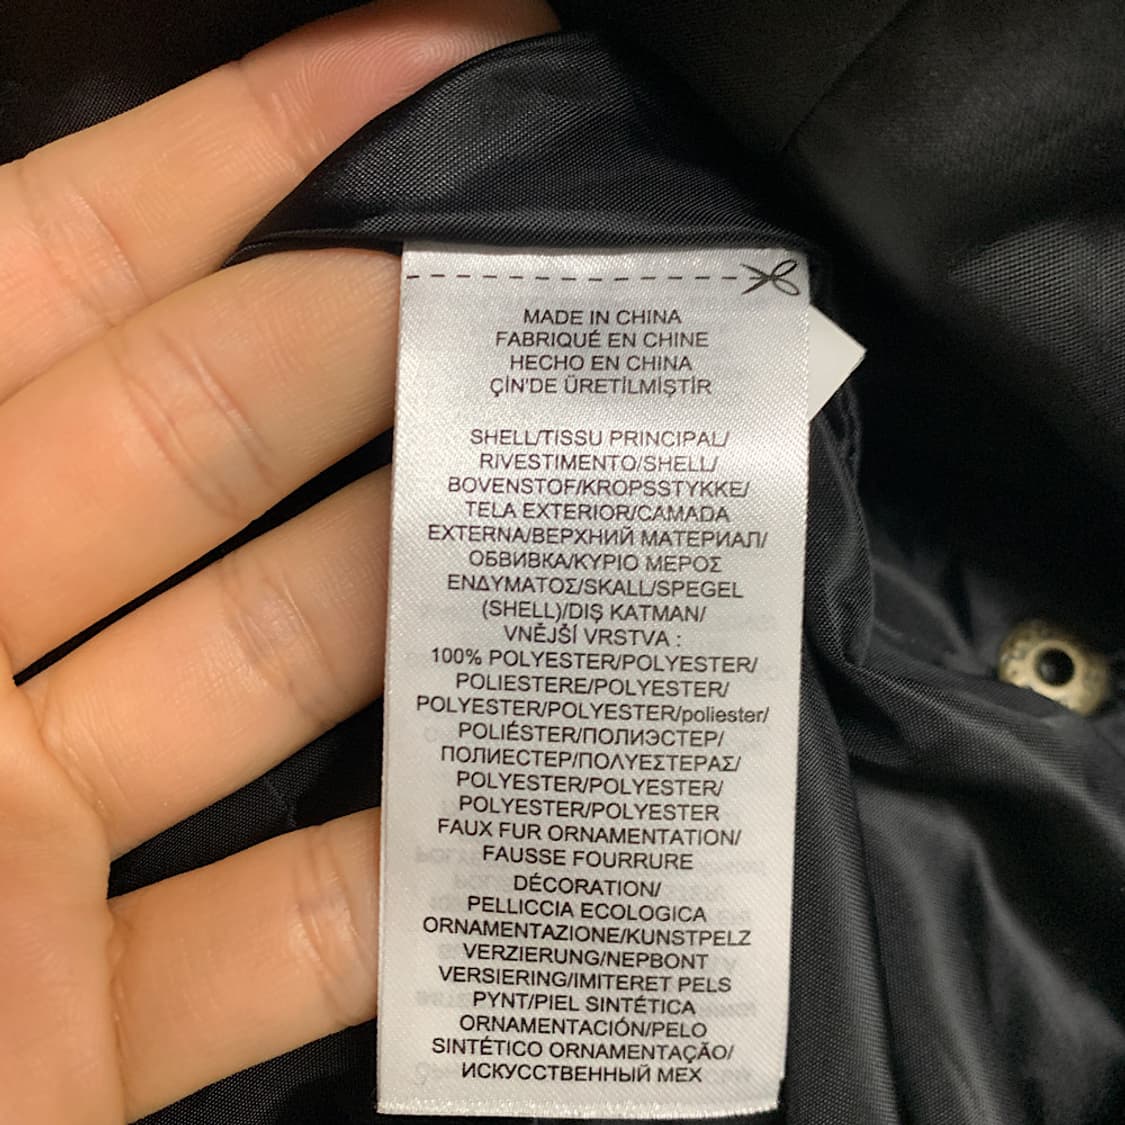 MADE IN CHINA
FABRIQUÉ EN CHINE
HECHO EN CHINA
ÇİN'DE ÜRETİLMİŞTİR
SHELL/TISSU PRINCIPAL/
RIVESTIMENTO/SHELL/
BOVENSTOF/KROPSSTYKKE/
TELA EXTERIOR/CAMADA
EXTERNA/ВЕРХНИЙ МАТЕРИАЛ/
ОБВИВКА/ΚΥΡΙΟ ΜΕΡΟΣ
ΕΝΔΥΜΑΤΟΣ/SKALL/SPEGEL
(SHELL)/DIŞ KATMAN/
VNĚJŠÍ VRSTVA :
100% POLYESTER/POLYESTER/
POLIESTERE/POLYESTER/
POLYESTER/POLYESTER/poliester/
POLIÉSTER/ПОЛИЭСТЕР/
ПОЛИЕСТЕР/ΠΟΛΥΕΣΤΕΡΑΣ/
POLYESTER/POLYESTER/
POLYESTER/POLYESTER
FAUX FUR ORNAMENTATION/
FAUSSE FOURRURE
DÉCORATION/
PELLICCIA ECOLOGICA
ORNAMENTAZIONE/KUNSTPELZ
VERZIERUNG/NEPBONT
VERSIERING/IMITERET PELS
PYNT/PIEL SINTÉTICA
ORNAMENTACIÓN/PELO
SINTÉTICO ORNAMENTAÇÃO/
ИСКУССТВЕННЫЙ МЕХ